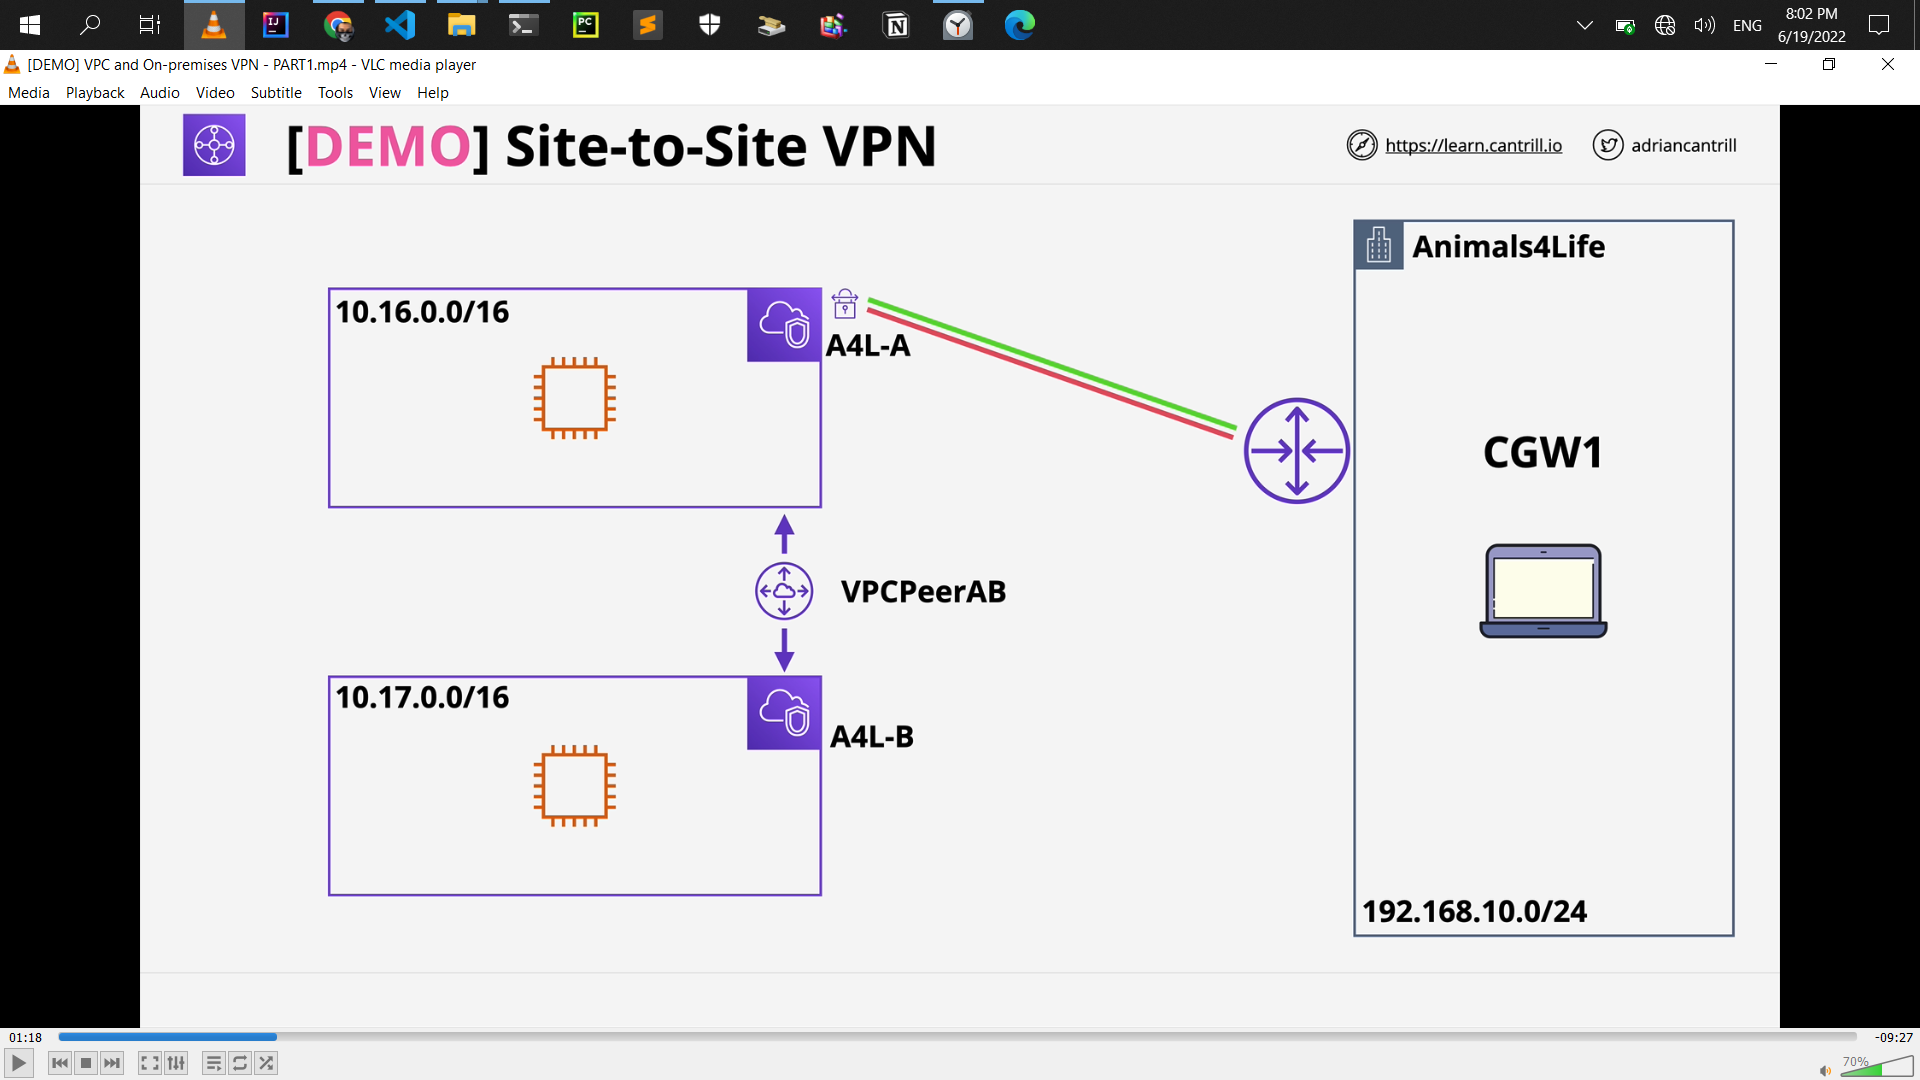 ENG
8:02 PM
6/19/2022
[DEMO] VPC and On-premises VPN - PART1.mp4 - VLC media player
Media Playback Audio Video Subtitle Tools View Help
[DEMO] Site-to-Site VPN
https://learn.cantrill.io
adriancantrill
Animals4Life
10.16.0.0/16
A4L-A
CGW1
VPCPeerAB
10.17.0.0/16
A4L-B
192.168.10.0/24
01:18
-09:27
70%
IJ
PC